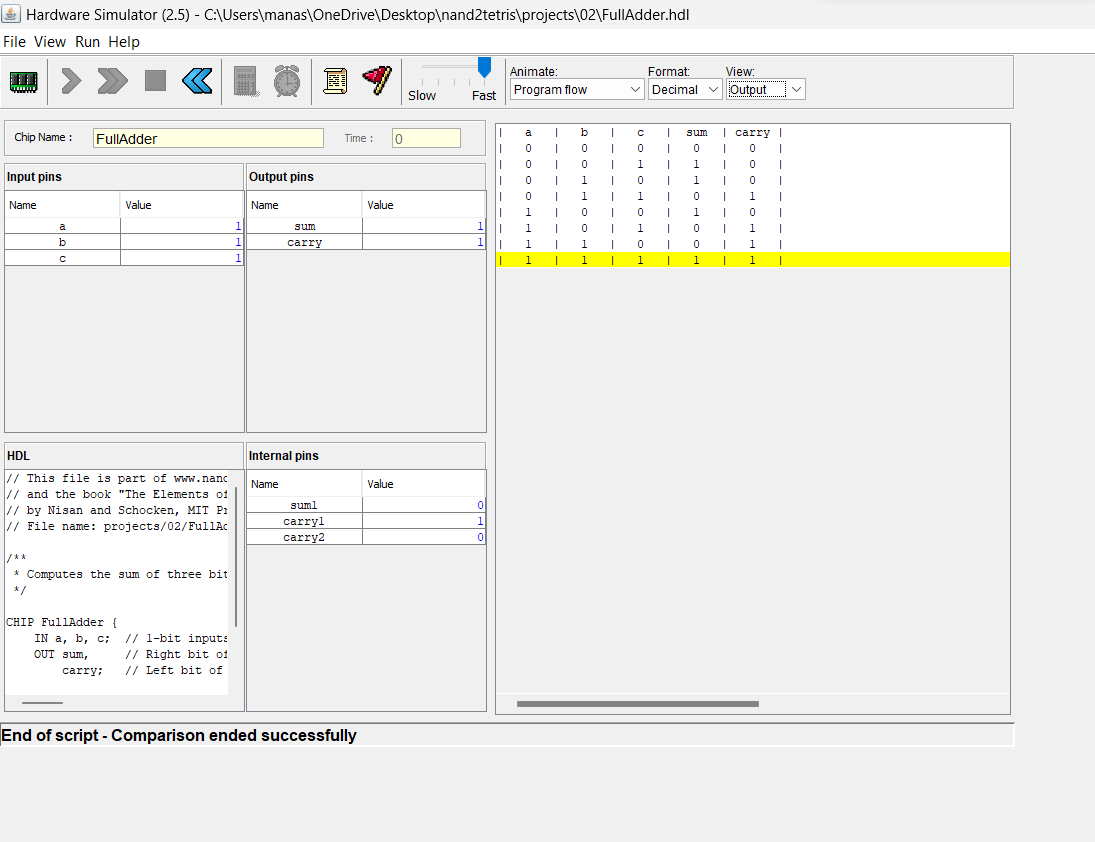 Hardware Simulator (2.5) - C:\Users\manas\OneDrive\Desktop\nand2tetris\projects\02\FullAdder.hdl
File View Run Help
Slow Fast
Animate: Format: View:
Program flow Decimal Output
Chip Name : FullAdder Time : 0
Input pins
Name Value
a 1
b 1
c 1
Output pins
Name Value
sum 1
carry 1
HDL
// This file is part of www.nand
// and the book "The Elements of
// by Nisan and Schocken, MIT Pr
// File name: projects/02/FullAd
/**
* Computes the sum of three bit
*/
CHIP FullAdder {
IN a, b, c; // 1-bit inputs
OUT sum, // Right bit of
carry; // Left bit of
Internal pins
Name Value
sum1 0
carry1 1
carry2 0
| a | b | c | sum | carry |
| 0 | 0 | 0 | 0 | 0 |
| 0 | 0 | 1 | 1 | 0 |
| 0 | 1 | 0 | 1 | 0 |
| 0 | 1 | 1 | 0 | 1 |
| 1 | 0 | 0 | 1 | 0 |
| 1 | 0 | 1 | 0 | 1 |
| 1 | 1 | 0 | 0 | 1 |
| 1 | 1 | 1 | 1 | 1 |
End of script - Comparison ended successfully